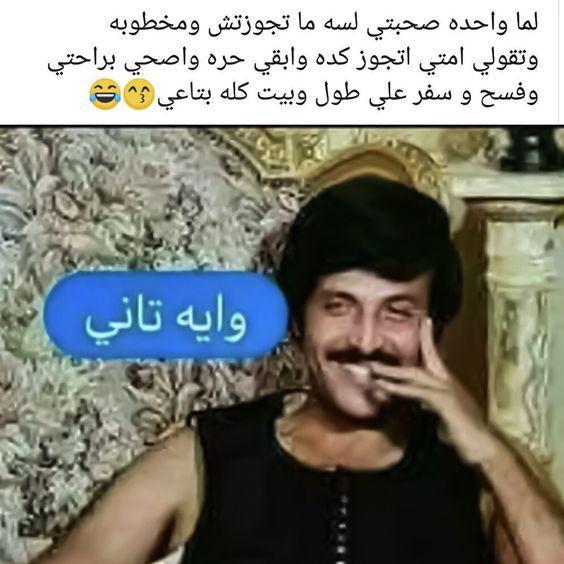 لما واحده صحبتي لسه ما تجوزتش ومخطوبه
وتقولي امتي اتجوز كده وابقي حره واصحي براحتي
وفسح و سفر علي طول وبيت كله بتاعي😙😂
وايه تاني